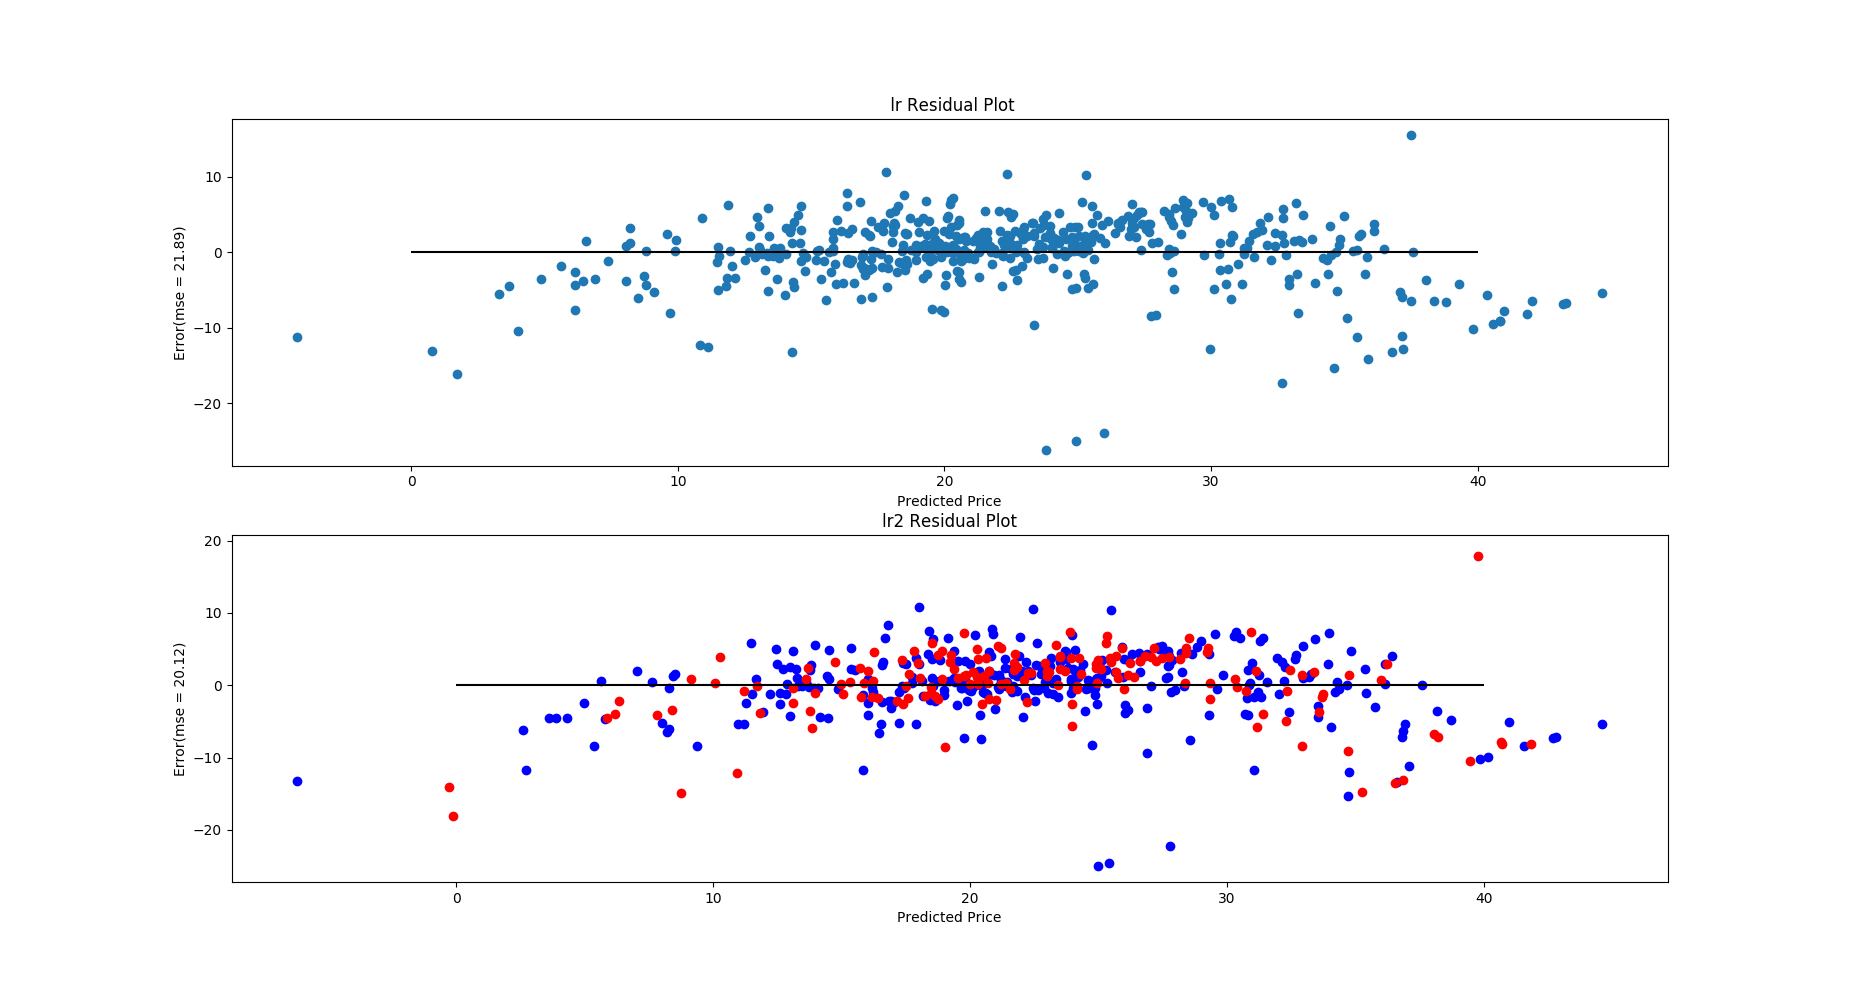 lr Residual Plot
10
0
−10
−20
Error(mse = 21.89)
0 10 20 30 40
Predicted Price
lr2 Residual Plot
20
10
0
−10
−20
Error(mse = 20.12)
0 10 20 30 40
Predicted Price